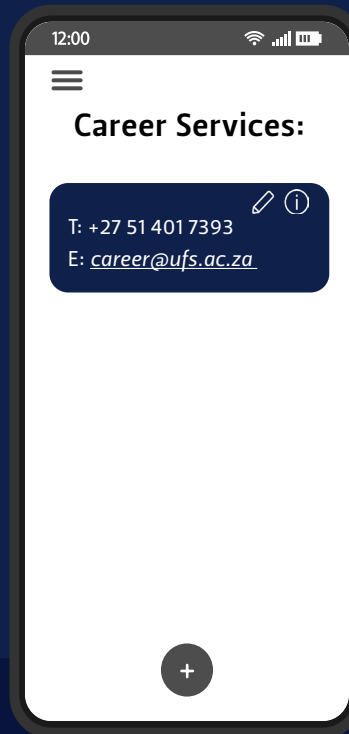 12:00
Career Services:
T: +27 51 401 7393
E: career@ufs.ac.za
+